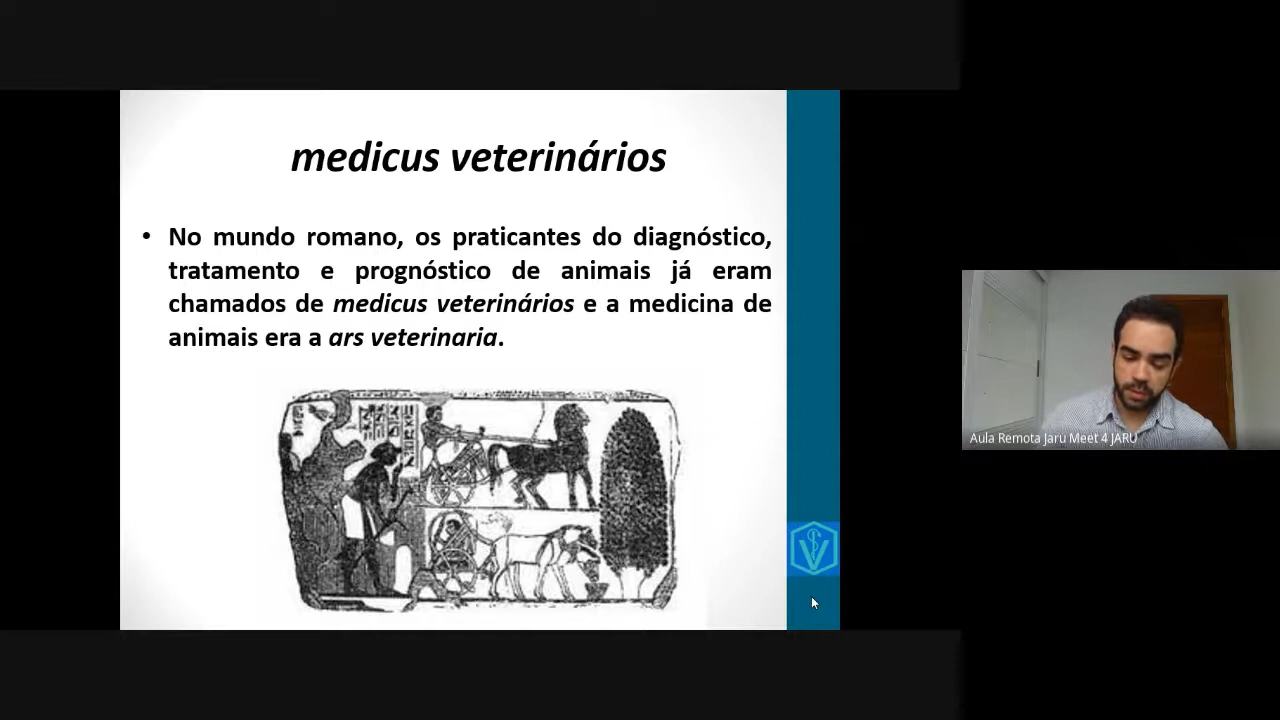 medicus veterinários
• No mundo romano, os praticantes do diagnóstico,
tratamento e prognóstico de animais já eram
chamados de medicus veterinários e a medicina de
animais era a ars veterinaria.
V
Aula Remota Jaru Meet 4 JARU